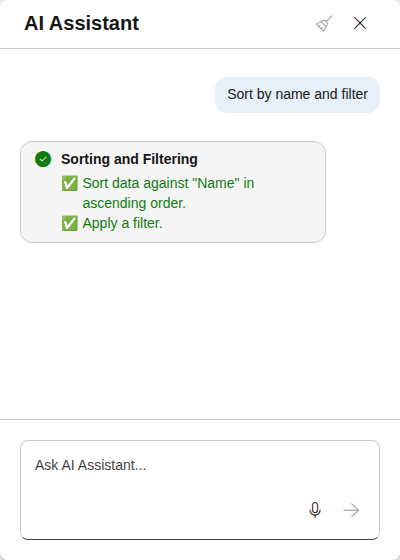 AI Assistant
Sort by name and filter
Sorting and Filtering
✅ Sort data against "Name" in
ascending order.
✅ Apply a filter.
Ask AI Assistant...